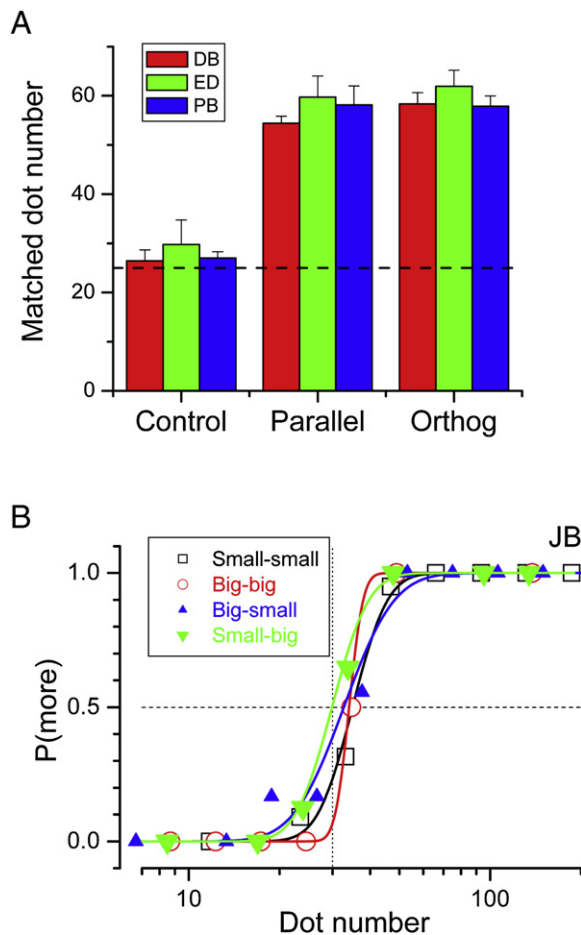 A
DB
ED
PB
Matched dot number
60
40
20
0
Control Parallel Orthog
B
JB
Small-small
Big-big
Big-small
Small-big
P(more)
1.0
0.5
0.0
10 100
Dot number